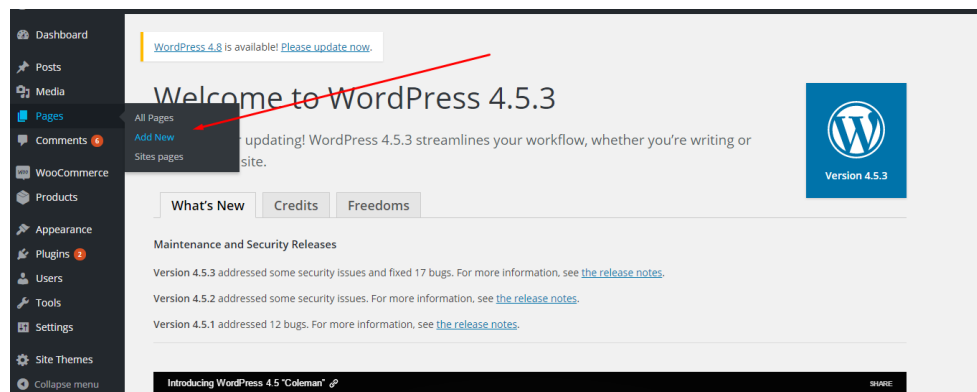 Dashboard
Posts
Media
Pages
Comments 6
WooCommerce
Products
Appearance
Plugins 2
Users
Tools
Settings
Site Themes
Collapse menu
All Pages
Add New
Sites pages
WordPress 4.8 is available! Please update now.
Welcome to WordPress 4.5.3
updating! WordPress 4.5.3 streamlines your workflow, whether you’re writing or
site.
Version 4.5.3
What’s New
Credits
Freedoms
Maintenance and Security Releases
Version 4.5.3 addressed some security issues and fixed 17 bugs. For more information, see the release notes.
Version 4.5.2 addressed some security issues. For more information, see the release notes.
Version 4.5.1 addressed 12 bugs. For more information, see the release notes.
Introducing WordPress 4.5 "Coleman"
SHARE